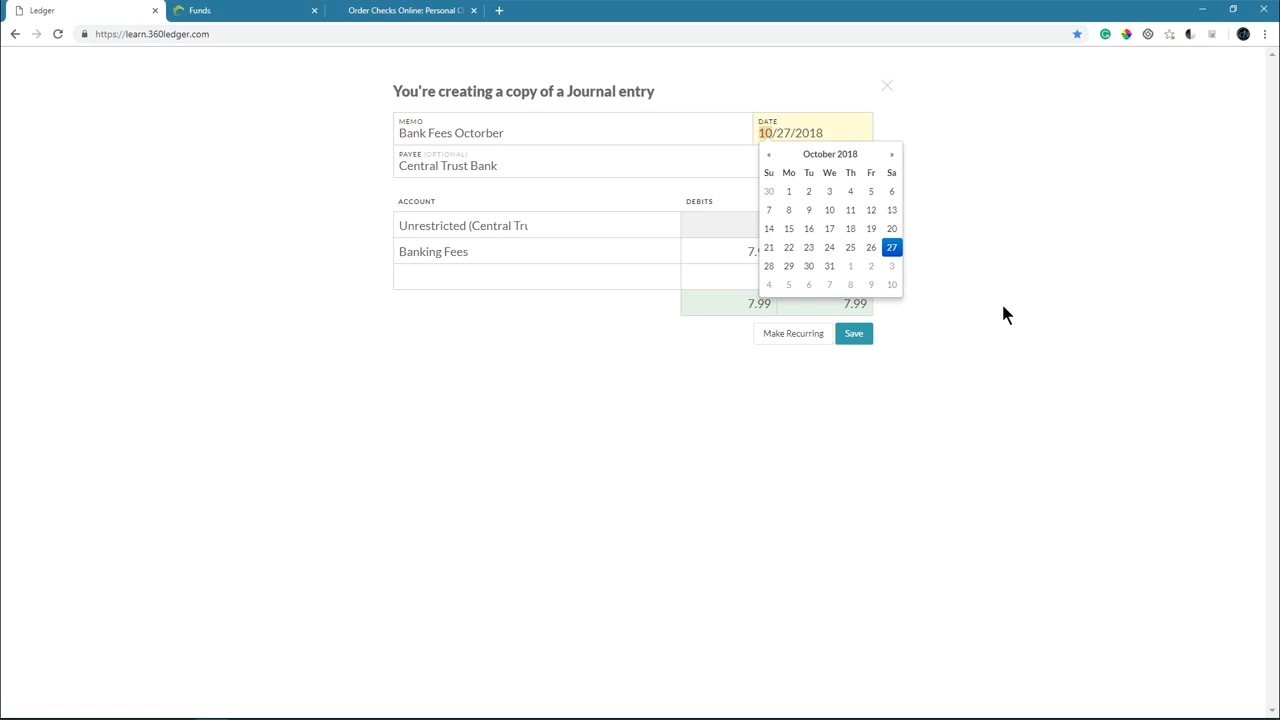 Ledger
Funds
Order Checks Online: Personal C
https://learn.360ledger.com
You're creating a copy of a Journal entry
MEMO
Bank Fees Octorber
DATE
10/27/2018
PAYEE (OPTIONAL)
Central Trust Bank
« October 2018 »
Su Mo Tu We Th Fr Sa
30 1 2 3 4 5 6
7 8 9 10 11 12 13
14 15 16 17 18 19 20
21 22 23 24 25 26 27
28 29 30 31 1 2 3
4 5 6 7 8 9 10
ACCOUNT DEBITS
Unrestricted (Central Tru
Banking Fees 7.
7.99 7.99
Make Recurring Save